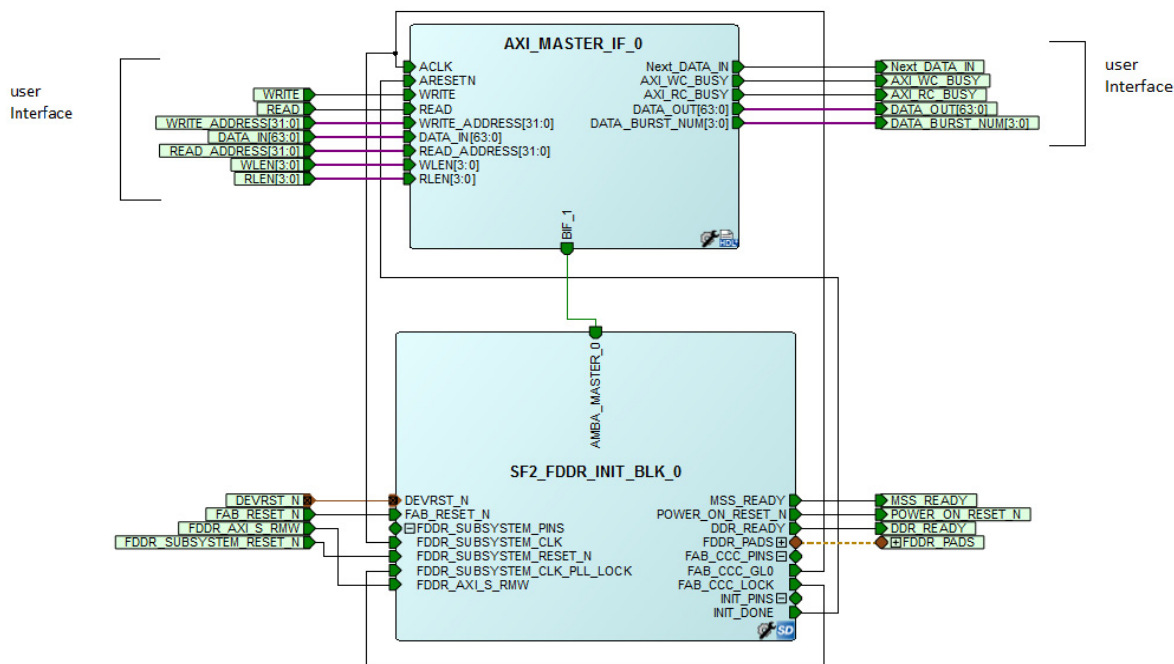 AXI_MASTER_IF_0
user
Interface
user
Interface
ACLK
ARESETN
WRITE
READ
WRITE_ADDRESS[31:0]
DATA_IN[63:0]
READ_ADDRESS[31:0]
WLEN[3:0]
RLEN[3:0]
WRITE
READ
WRITE_ADDRESS[31:0]
DATA_IN[63:0]
READ_ADDRESS[31:0]
WLEN[3:0]
RLEN[3:0]
Next_DATA_IN
AXI_WC_BUSY
AXI_RC_BUSY
DATA_OUT[63:0]
DATA_BURST_NUM[3:0]
Next_DATA_IN
AXI_WC_BUSY
AXI_RC_BUSY
DATA_OUT[63:0]
DATA_BURST_NUM[3:0]
BIF_1
HDL
AMBA_MASTER_0
SF2_FDDR_INIT_BLK_0
DEVRST_N
FAB_RESET_N
FDDR_AXI_S_RMW
FDDR_SUBSYSTEM_RESET_N
DEVRST_N
FAB_RESET_N
FDDR_SUBSYSTEM_PINS
FDDR_SUBSYSTEM_CLK
FDDR_SUBSYSTEM_RESET_N
FDDR_SUBSYSTEM_CLK_PLL_LOCK
FDDR_AXI_S_RMW
MSS_READY
POWER_ON_RESET_N
DDR_READY
FDDR_PADS
FAB_CCC_PINS
FAB_CCC_GL0
FAB_CCC_LOCK
INIT_PINS
INIT_DONE
MSS_READY
POWER_ON_RESET_N
DDR_READY
FDDR_PADS
SD